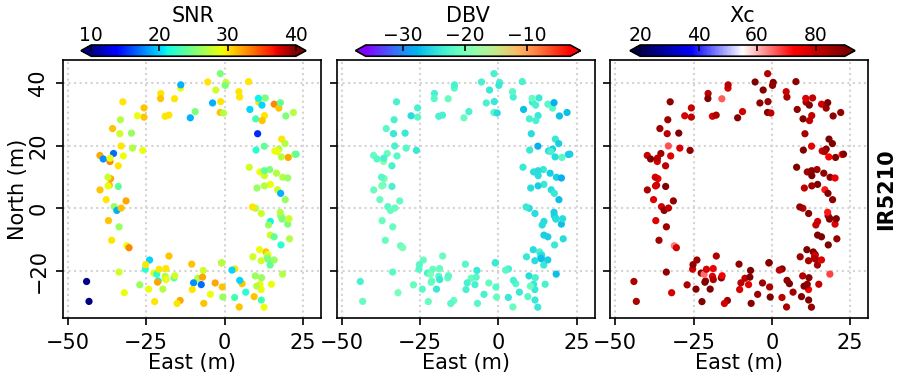 SNR DBV Xc
10 20 30 40 −30 −20 −10 20 40 60 80
40
20
0
−20
North (m)
IR5210
−50 −25 0 25 −50 −25 0 25 −50 −25 0 25
East (m) East (m) East (m)